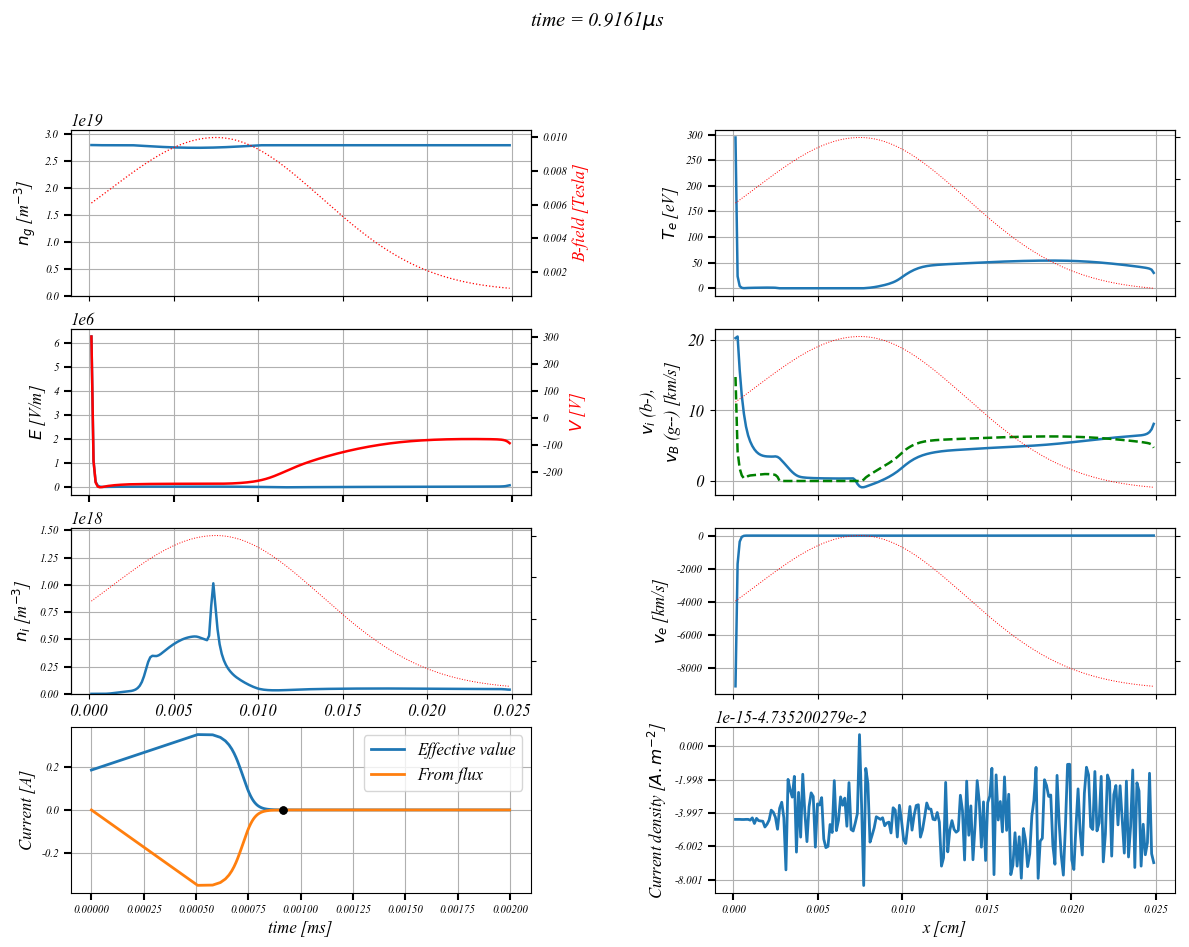 time = 0.9161μs
1e19
3.0
2.5
2.0
1.5
1.0
0.5
0.0
n_g [m^{-3}]
0.010
0.008
0.006
0.004
0.002
B-field [Tesla]
300
250
200
150
100
50
0
T_e [eV]
1e6
6
5
4
3
2
1
0
E [V/m]
300
200
100
0
-100
-200
V [V]
20
10
0
v_i (b-),
v_B (g--) [km/s]
1e18
1.50
1.25
1.00
0.75
0.50
0.25
0.00
n_i [m^{-3}]
0.000 0.005 0.010 0.015 0.020 0.025
0
-2000
-4000
-6000
-8000
v_e [km/s]
0.2
0.0
-0.2
Current [A]
Effective value
From flux
0.00000 0.00025 0.00050 0.00075 0.00100 0.00125 0.00150 0.00175 0.00200
time [ms]
1e-15-4.735200279e-2
0.000
-1.998
-3.997
-6.002
-8.001
Current density [A.m^{-2}]
0.000 0.005 0.010 0.015 0.020 0.025
x [cm]